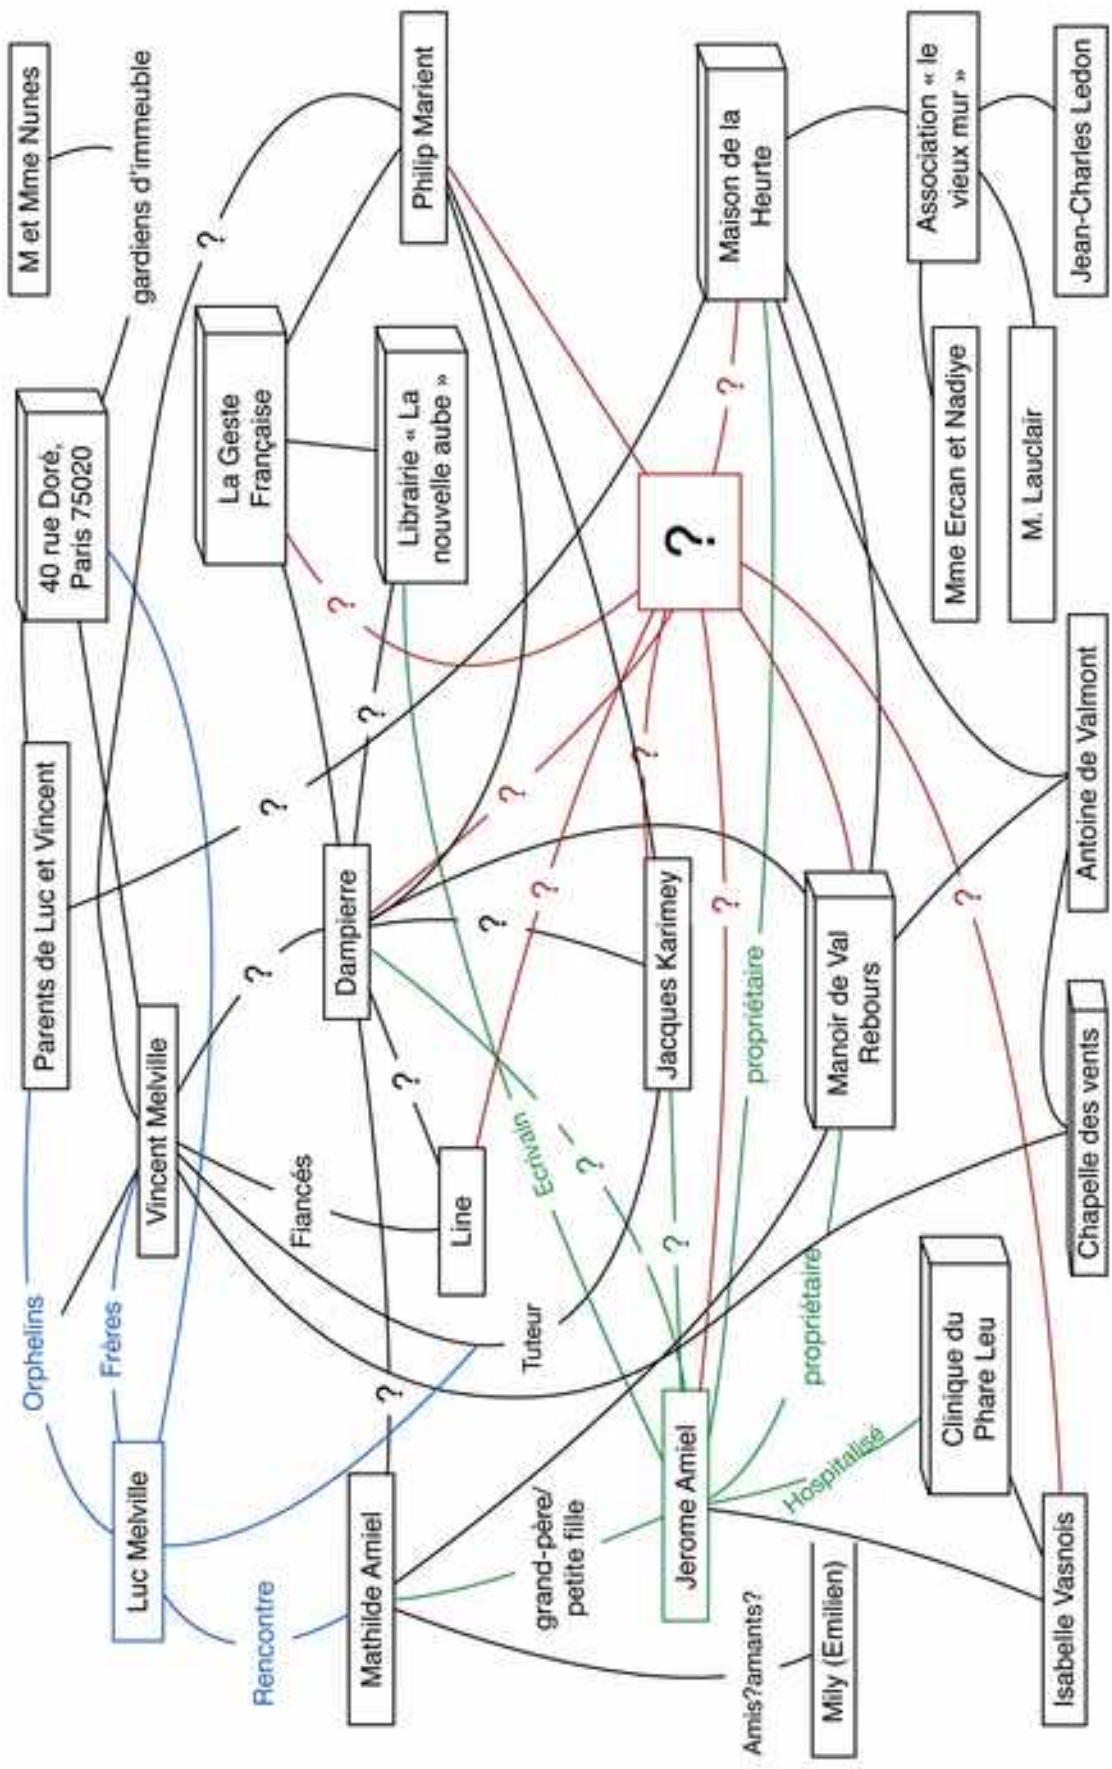 M et Mme Nunes
Orphelins
Parents de Luc et Vincent
40 rue Doré,
Paris 75020
Frères
gardiens d'immeuble
Luc Melville
Vincent Melville
?
La Geste
Française
Rencontre
?
?
Fiancés
?
Dampierre
?
Mathilde Amiel
?
?
Librairie « La
nouvelle aube »
Philip Marient
Line
?
?
?
Tuteur
Ecrivain
?
grand-père/
petite fille
?
Jerome Amiel
?
Jacques Karimey
?
?
?
?
Maison de la
Heurte
Amis?amants?
propriétaire
Mily (Emilien)
Hospitalisé
propriétaire
Manoir de Val
Rebours
Association « le
vieux mur »
Clinique du
Phare Leu
?
Mme Ercan et Nadiye
M. Lauclair
Isabelle Vasnois
Chapelle des vents
Antoine de Valmont
Jean-Charles Ledon